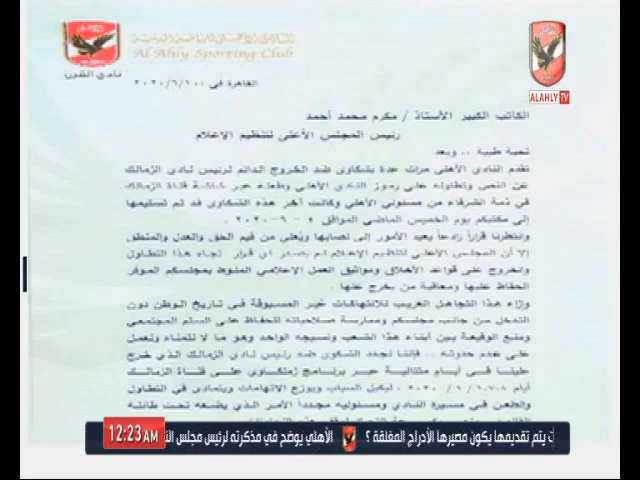 النادي الأهلي للرياضة البدنية
Al Ahly Sporting Club
نادي القرن
ALAHLY TV
القاهرة في
الكاتب الكبير الأستاذ / مكرم محمد أحمد
رئيس المجلس الأعلى لتنظيم الإعلام
تحية طيبة .. وبعد
تقدم النادي الأهلي مرات عدة بشكاوى ضد الخروج الدائم لرئيس نادي الزمالك
عن النص وتطاوله على رموز النادي الأهلي وطعنه عبر شاشة قناة الزمالك
في ذمة الشرفاء من مسئولي الأهلي وكانت آخر هذه الشكاوى قد تم تسليمها
إلى مكتبكم يوم الخميس الماضي الموافق ٤ - ٦ - ٢٠٢٠ .
وانتظرنا قراراً رادعاً يعيد الأمور إلى نصابها ويعلى من قيم الحق والعدل والمنطق
إلا أن المجلس الأعلى لتنظيم الإعلام لم يصدر أي قرار تجاه هذا التطاول
والخروج على قواعد الأخلاق ومواثيق العمل الإعلامي المنوط بمجلسكم الموقر
الحفاظ عليها ومعاقبة من يخرج عنها .
وإزاء هذا التجاهل الغريب للانتهاكات غير المسبوقة في تاريخ الوطن دون
التدخل من جانب مجلسكم وممارسة صلاحياته للحفاظ على السلم المجتمعي
ومنع الوقيعة بين أبناء هذا الشعب ونسيجه الواحد وهو ما لا نتمناه ونعمل
على عدم حدوثه .. فإننا نجدد الشكوى ضد رئيس نادي الزمالك الذي خرج
علينا في أيام متتالية عبر برنامج زملكاوي على قناة الزمالك
أيام ٦،٧،٨ / ٦ / ٢٠٢٠ ليكيل السباب ويوزع الاتهامات ويتمادى في التطاول
والطعن في مسيرة النادي ومسئوليه مجدداً الأمر الذي يضعه تحت طائلة
12:23 AM
ت يتم تقديمها يكون مصيرها الأدراج المغلقة ؟ الأهلي يوضح في مذكرته لرئيس مجلس